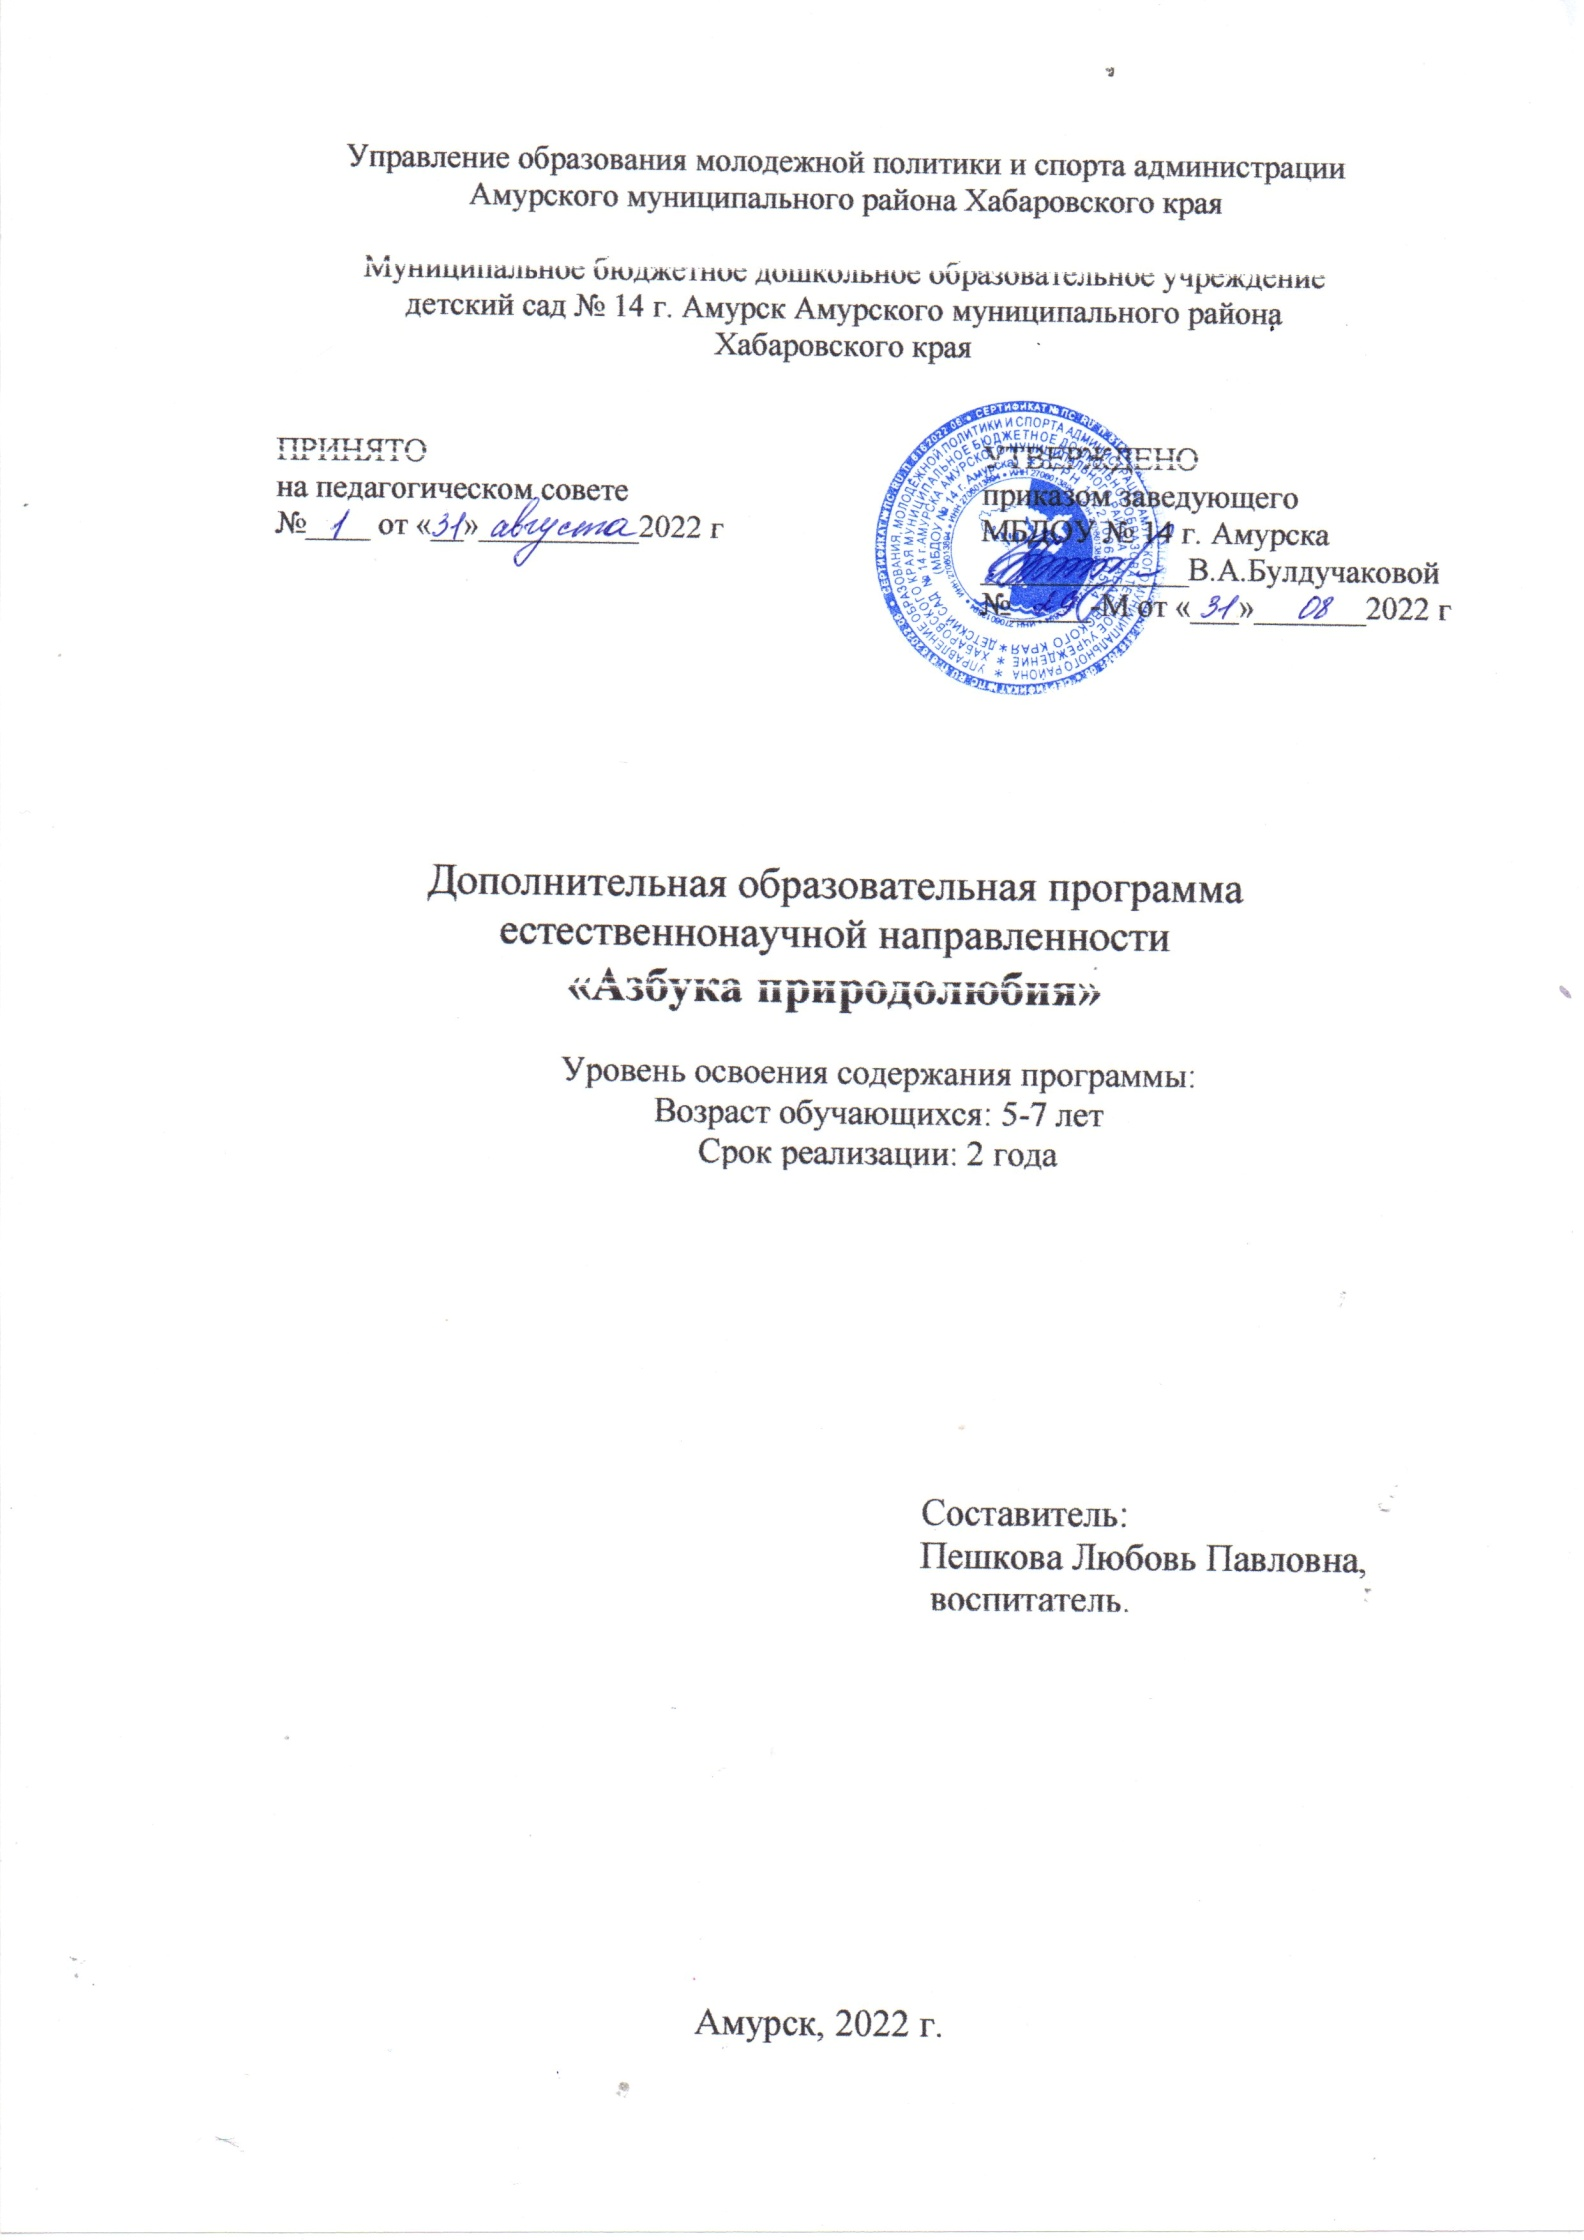 Управление образования молодежной политики и спорта администрации
Амурского муниципального района Хабаровского края
Муниципальное бюджетное дошкольное образовательное учреждение
детский сад № 14 г. Амурск Амурского муниципального района
Хабаровского края
ПРИНЯТО
на педагогическом совете
№ 1 от «31» августа 2022 г
УТВЕРЖДЕНО
приказом заведующего
МБДОУ № 14 г. Амурска
В.А.Булдучаковой
№ -М от «31» 08 2022 г
Дополнительная образовательная программа
естественнонаучной направленности
«Азбука природолюбия»
Уровень освоения содержания программы:
Возраст обучающихся: 5-7 лет
Срок реализации: 2 года
Составитель:
Пешкова Любовь Павловна,
воспитатель.
Амурск, 2022 г.